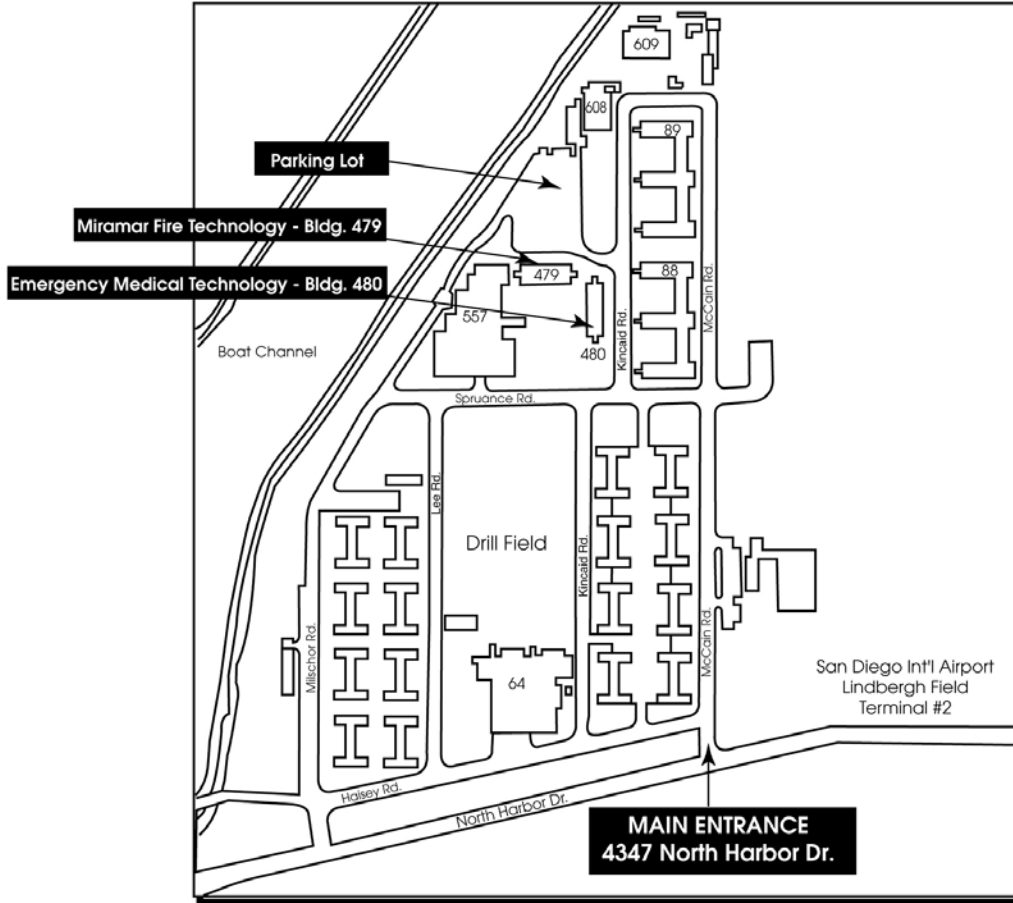 609
608
89
Parking Lot
Miramar Fire Technology - Bldg. 479
479
88
McCain Rd.
Emergency Medical Technology - Bldg. 480
557
480
Kincaid Rd.
Boat Channel
Spruance Rd.
Lee Rd.
Drill Field
Kincaid Rd.
McCain Rd.
Milschor Rd.
64
San Diego Int'l Airport
Lindbergh Field
Terminal #2
Halsey Rd.
North Harbor Dr.
MAIN ENTRANCE
4347 North Harbor Dr.